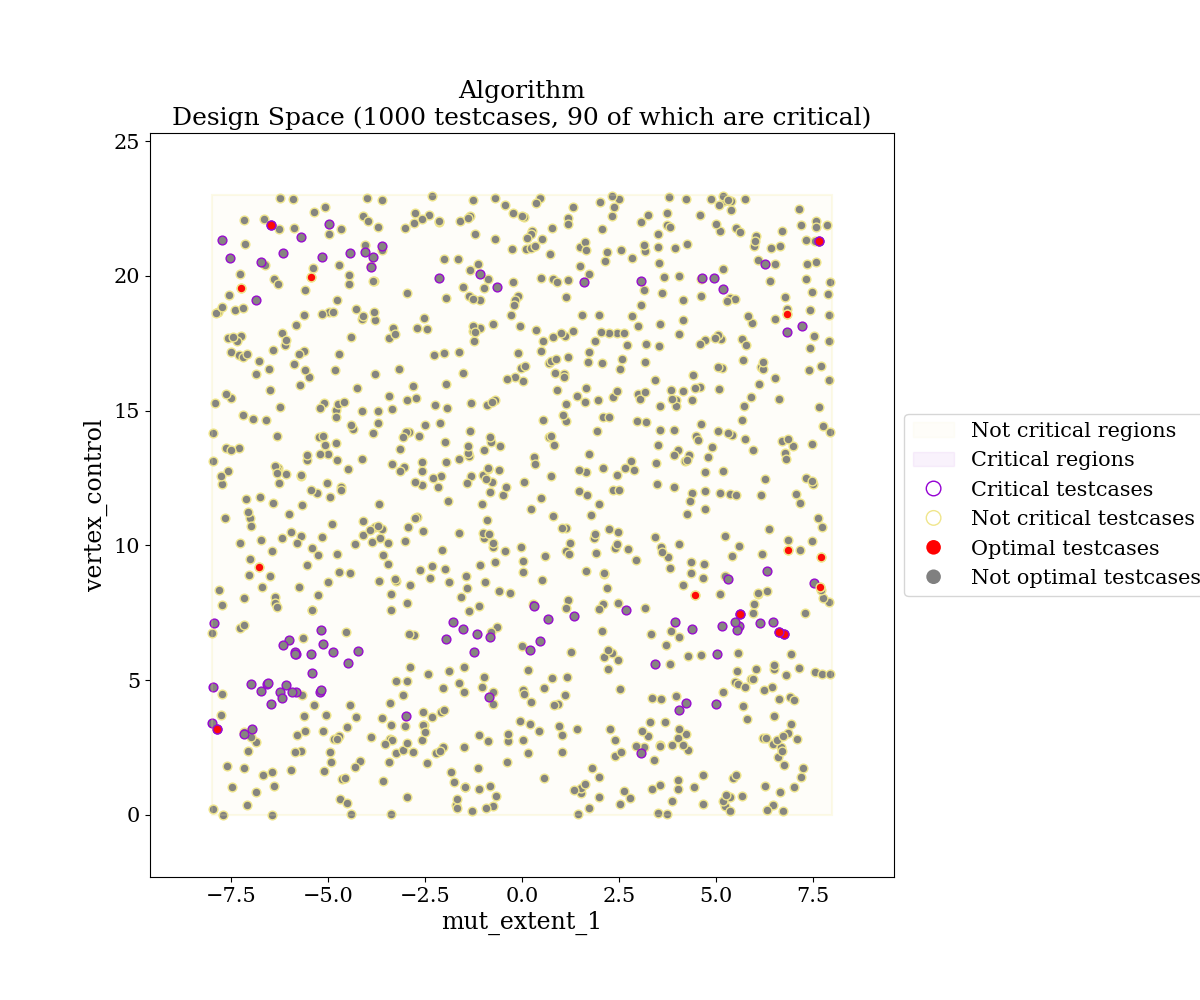 Algorithm
Design Space (1000 testcases, 90 of which are critical)
25
20
15
10
5
0
vertex_control
−7.5
−5.0
−2.5
0.0
2.5
5.0
7.5
mut_extent_1
Not critical regions
Critical regions
Critical testcases
Not critical testcases
Optimal testcases
Not optimal testcases